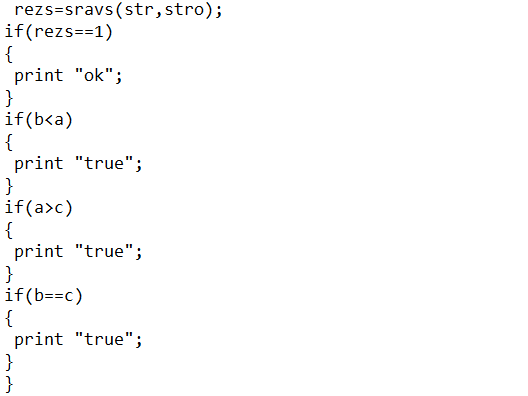 rezs=sravs(str,stro);
if(rezs==1)
{
print "ok";
}
if(b<a)
{
print "true";
}
if(a>c)
{
print "true";
}
if(b==c)
{
print "true";
}
}